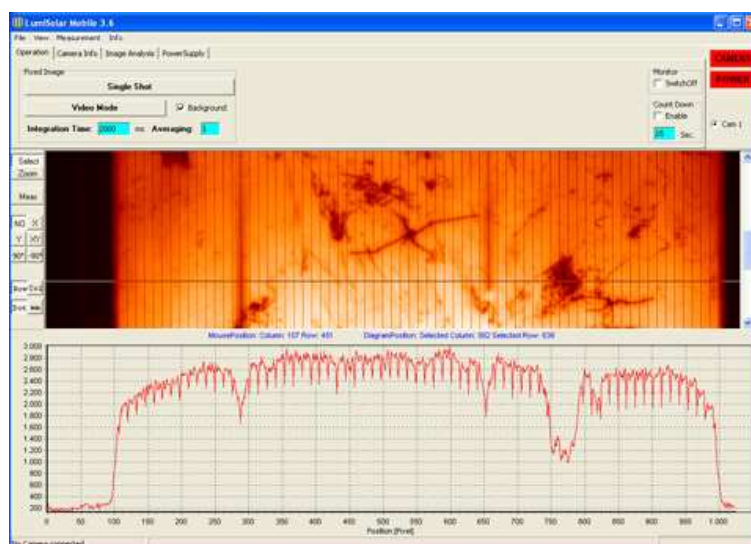 LumiSolar Mobile 3.6
File View Measurement Info
Operation Camera Info Image Analysis PowerSupply
Fixed Image
Single Shot
Video Mode Background
Integration Time: 2000 ms Averaging: 1
Monitor
SwitchOff
Count Down
Enable
Sec.
CAMERA
POWER
Cam 1
Select
Zoom
Meas
NO X
Y XY
90° -90°
MousePosition: Column: 107 Row: 451 DiagramPosition: Selected Column: 502 Selected Row: 636
3.000
2.800
2.600
2.400
2.200
2.000
1.800
1.600
1.400
1.200
1.000
800
600
400
200
0 50 100 150 200 250 300 350 400 450 500 550 600 650 700 750 800 850 900 950 1.000
Position [Pixel]
No Camera connected